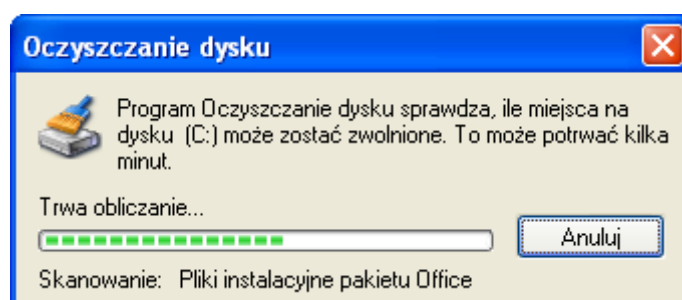 Oczyszczanie dysku
Program Oczyszczanie dysku sprawdza, ile miejsca na
dysku (C:) może zostać zwolnione. To może potrwać kilka
minut.
Trwa obliczanie...
Anuluj
Skanowanie: Pliki instalacyjne pakietu Office